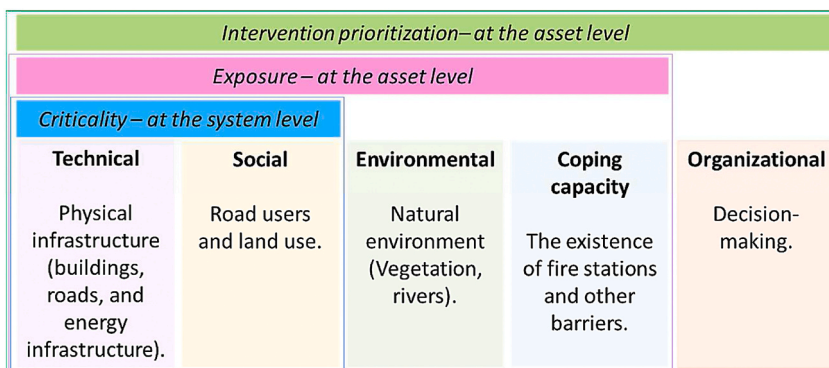 Intervention prioritization– at the asset level
Exposure – at the asset level
Criticality – at the system level
Technical
Physical
infrastructure
(buildings,
roads, and
energy
infrastructure).
Social
Road users
and land use.
Environmental
Natural
environment
(Vegetation,
rivers).
Coping
capacity
The existence
of fire stations
and other
barriers.
Organizational
Decision-
making.